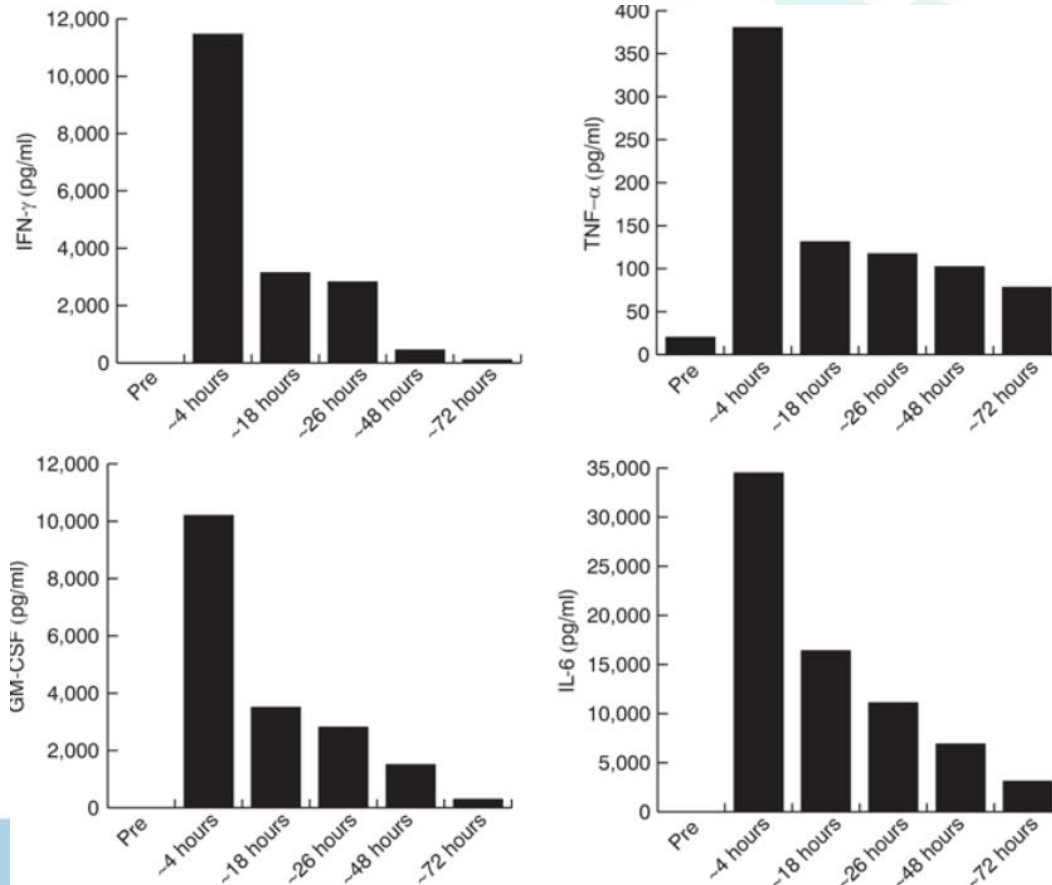 12,000
10,000
8,000
6,000
4,000
2,000
0
IFN-γ (pg/ml)
Pre
~4 hours
~18 hours
~26 hours
~48 hours
~72 hours
400
350
300
250
200
150
100
50
0
TNF–α (pg/ml)
Pre
~4 hours
~18 hours
~26 hours
~48 hours
~72 hours
12,000
10,000
8,000
6,000
4,000
2,000
0
GM-CSF (pg/ml)
Pre
~4 hours
~18 hours
~26 hours
~48 hours
~72 hours
35,000
30,000
25,000
20,000
15,000
10,000
5,000
0
IL-6 (pg/ml)
Pre
~4 hours
~18 hours
~26 hours
~48 hours
~72 hours